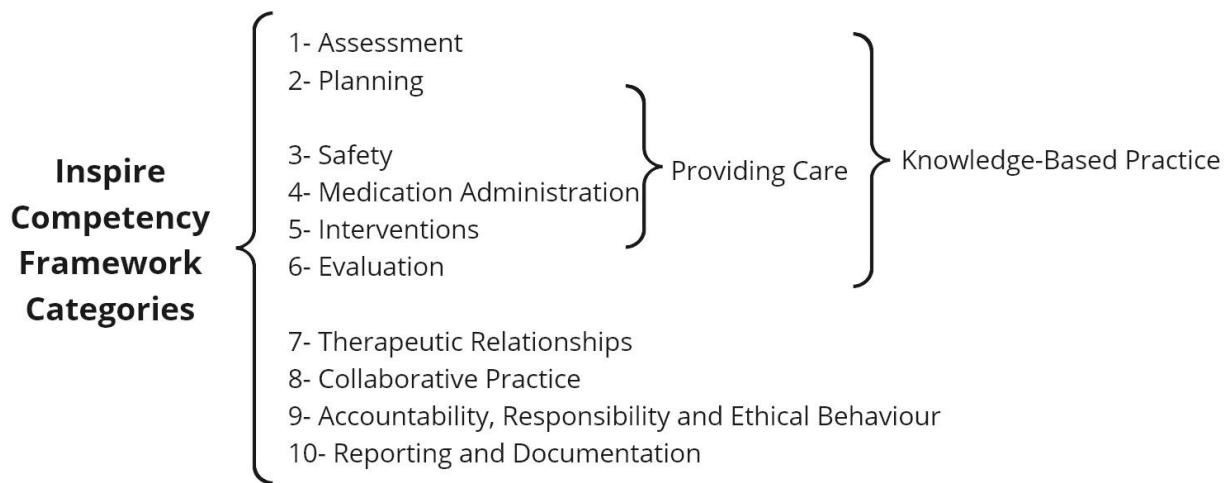 Inspire
Competency
Framework
Categories
1- Assessment
2- Planning
3- Safety
4- Medication Administration
5- Interventions
6- Evaluation
7- Therapeutic Relationships
8- Collaborative Practice
9- Accountability, Responsibility and Ethical Behaviour
10- Reporting and Documentation
Providing Care
Knowledge-Based Practice